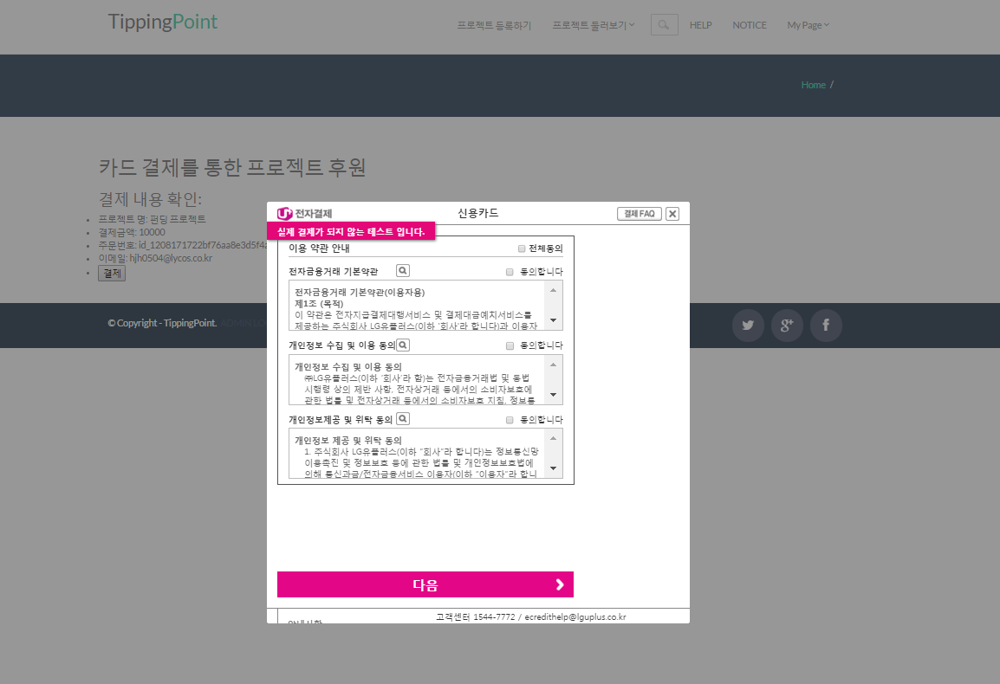 TippingPoint
프로젝트 등록하기 프로젝트 둘러보기 HELP NOTICE My Page
Home /
카드 결제를 통한 프로젝트 후원
결제 내용 확인:
프로젝트 명: 펀딩 프로젝트
결제금액: 10000
주문번호: id_1208171722bf76aa8e3d5f4a
이메일: hjh0504@lycos.co.kr
결제
© Copyright - TippingPoint. ADMIN LO
U+ 전자결제 신용카드 결제 FAQ
실제 결제가 되지 않는 테스트 입니다.
이용 약관 안내 전체동의
전자금융거래 기본약관 동의합니다
전자금융거래 기본약관(이용자용)
제1조 (목적)
이 약관은 전자지급결제대행서비스 및 결제대금예치서비스를
제공하는 주식회사 LG유플러스(이하 '회사'라 합니다)과 이용자
개인정보 수집 및 이용 동의 동의합니다
개인정보 수집 및 이용 동의
㈜LG유플러스(이하 '회사'라 함)는 전자금융거래법 및 동법
시행령 상의 제반 사항, 전자상거래 등에서의 소비자보호에
관한 법률 및 전자상거래 등에서의 소비자보호 지침, 정보통
개인정보제공 및 위탁 동의 동의합니다
개인정보 제공 및 위탁 동의
1. 주식회사 LG유플러스(이하 "회사"라 합니다)는 정보통신망
이용촉진 및 정보보호 등에 관한 법률 및 개인정보보호법에
의해 통신과금/전자금융서비스 이용자(이하 "이용자"라 합니
다음
고객센터 1544-7772 / ecredithelp@lguplus.co.kr